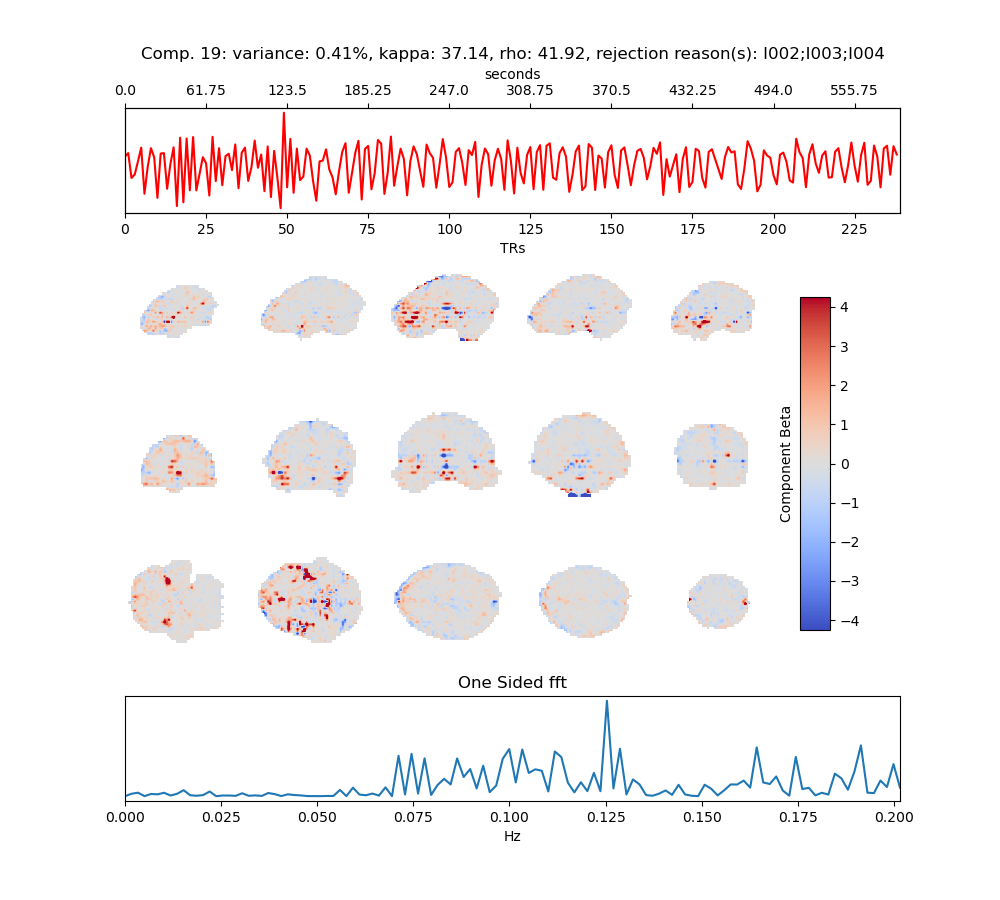 Comp. 19: variance: 0.41%, kappa: 37.14, rho: 41.92, rejection reason(s): I002;I003;I004
seconds
0.0 61.75 123.5 185.25 247.0 308.75 370.5 432.25 494.0 555.75
0 25 50 75 100 125 150 175 200 225
TRs
4
3
2
1
0
−1
−2
−3
−4
Component Beta
One Sided fft
0.000 0.025 0.050 0.075 0.100 0.125 0.150 0.175 0.200
Hz